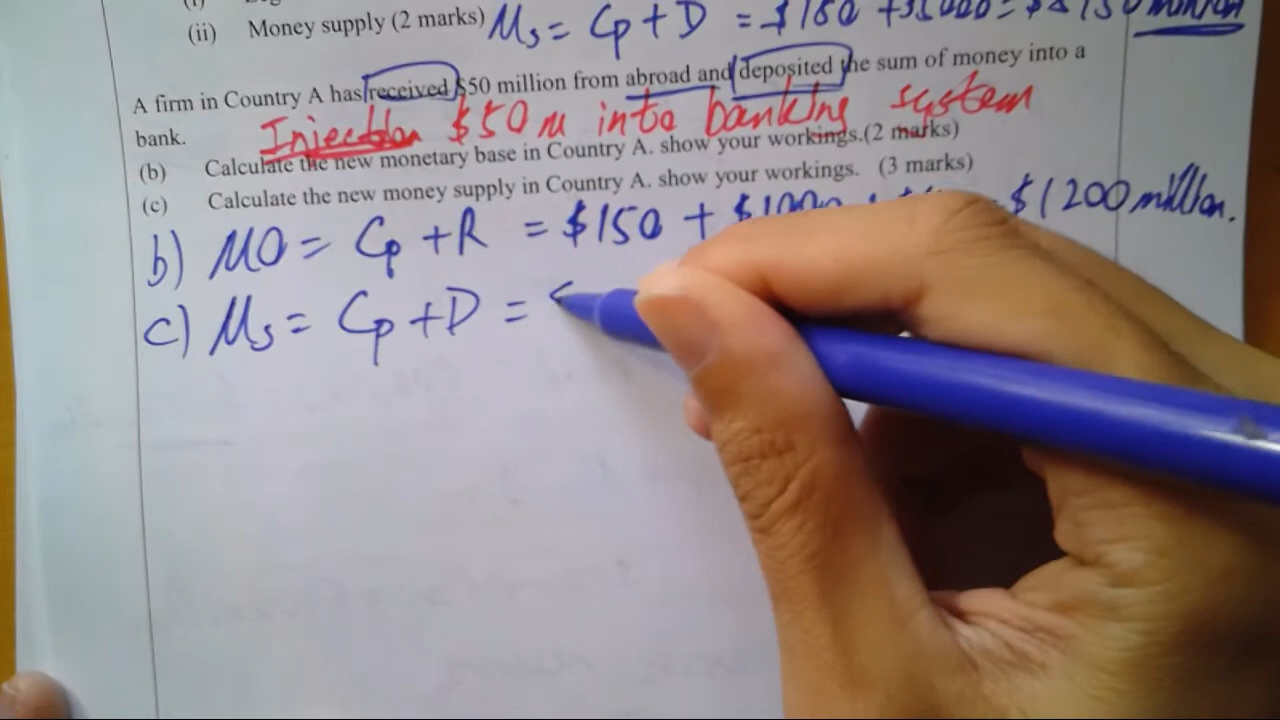 (ii) Money supply (2 marks) Ms = Cp + D = $150 +
A firm in Country A has received $50 million from abroad and deposited the sum of money into a
bank. Injection $50m into banking system
(b) Calculate the new monetary base in Country A. show your workings.(2 marks)
(c) Calculate the new money supply in Country A. show your workings. (3 marks)
b) MO = Cp + R = $150 + $1000 $1200 million.
c) Ms = Cp + D =